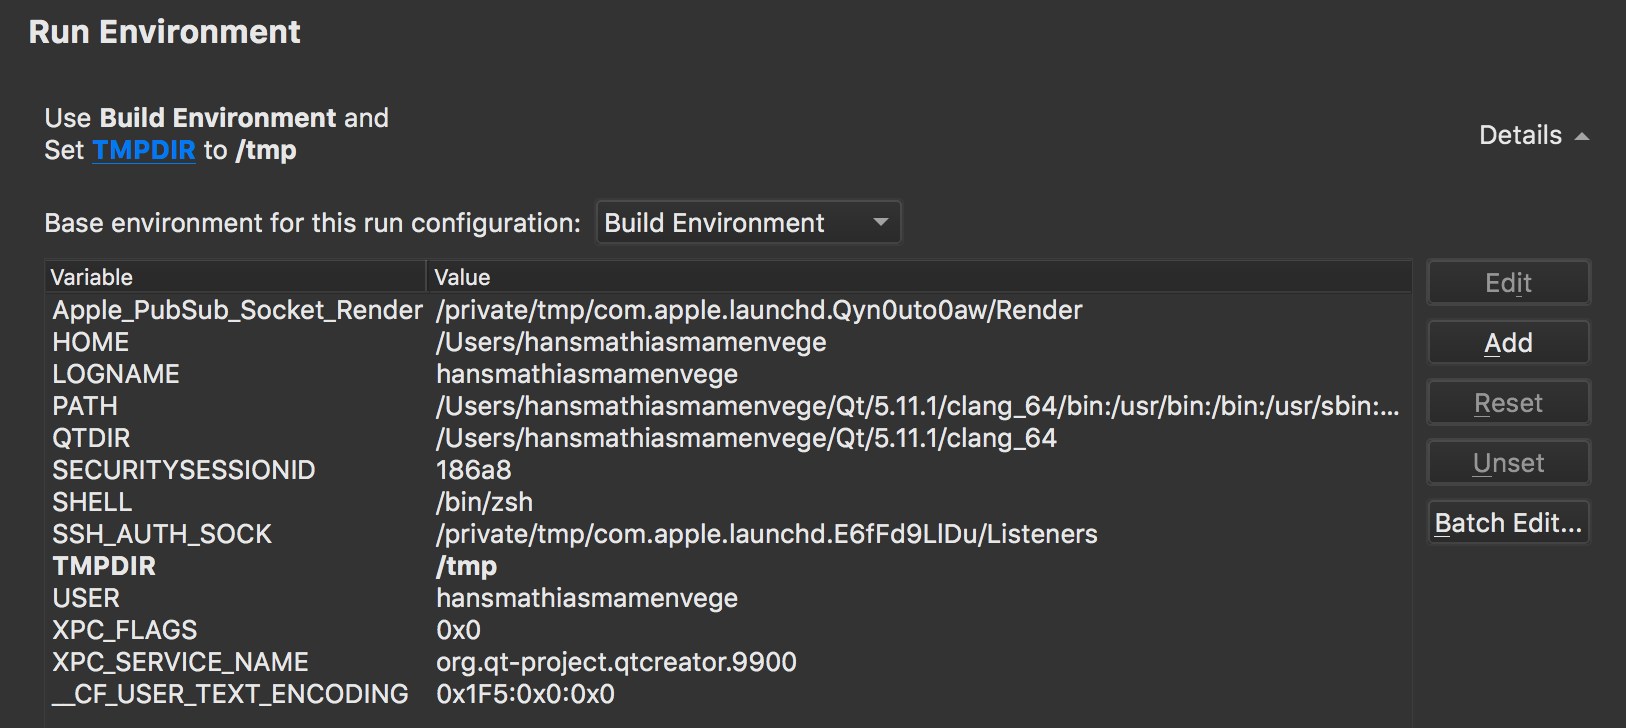 Run Environment
Use Build Environment and
Set TMPDIR to /tmp
Details
Base environment for this run configuration: Build Environment
Variable Value
Apple_PubSub_Socket_Render /private/tmp/com.apple.launchd.Qyn0uto0aw/Render
HOME /Users/hansmathiasmamenvege
LOGNAME hansmathiasmamenvege
PATH /Users/hansmathiasmamenvege/Qt/5.11.1/clang_64/bin:/usr/bin:/bin:/usr/sbin:...
QTDIR /Users/hansmathiasmamenvege/Qt/5.11.1/clang_64
SECURITYSESSIONID 186a8
SHELL /bin/zsh
SSH_AUTH_SOCK /private/tmp/com.apple.launchd.E6fFd9LlDu/Listeners
TMPDIR /tmp
USER hansmathiasmamenvege
XPC_FLAGS 0x0
XPC_SERVICE_NAME org.qt-project.qtcreator.9900
__CF_USER_TEXT_ENCODING 0x1F5:0x0:0x0
Edit
Add
Reset
Unset
Batch Edit...